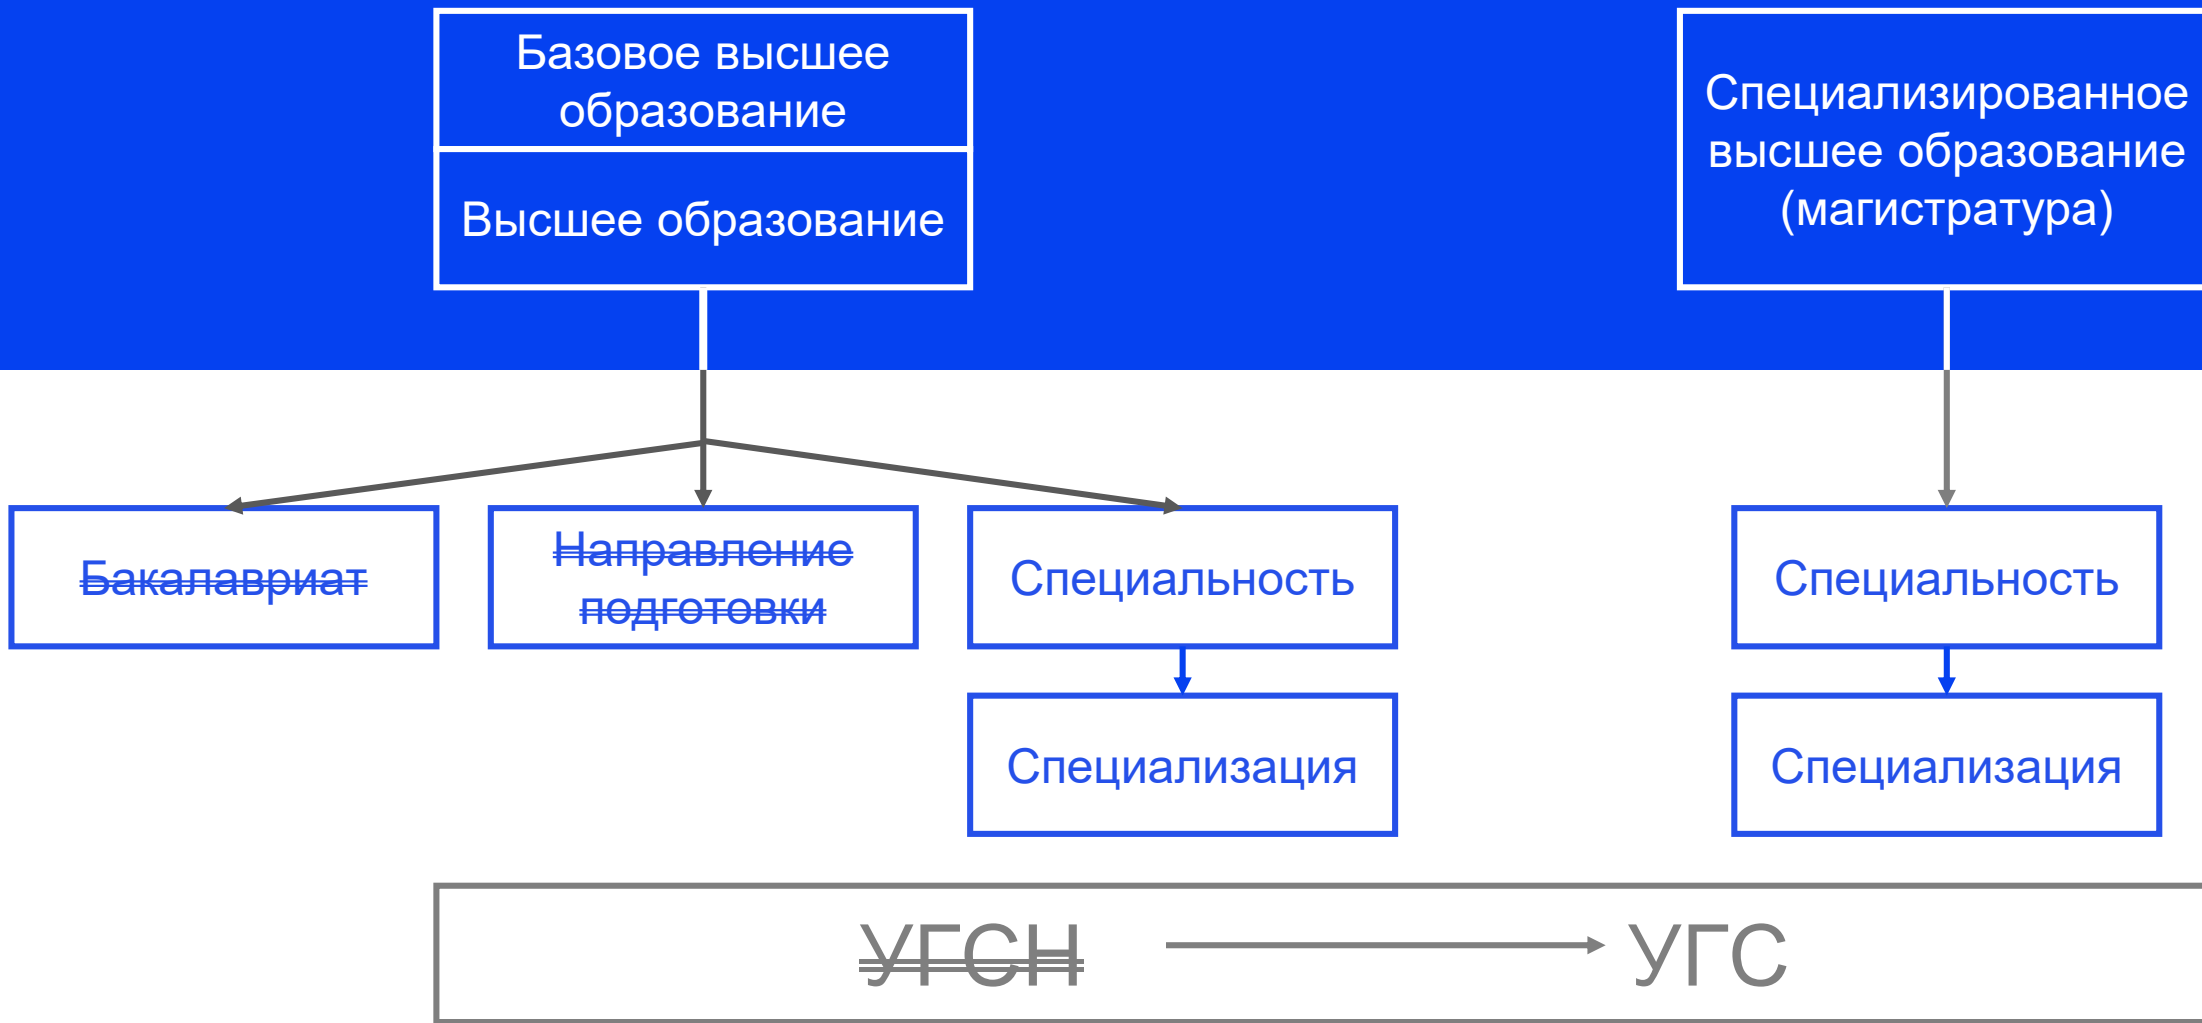 Базовое высшее
образование
Высшее образование
Специализированное
высшее образование
(магистратура)
Бакалавриат
Направление
подготовки
Специальность
Специальность
Специализация
Специализация
УГСН
УГС